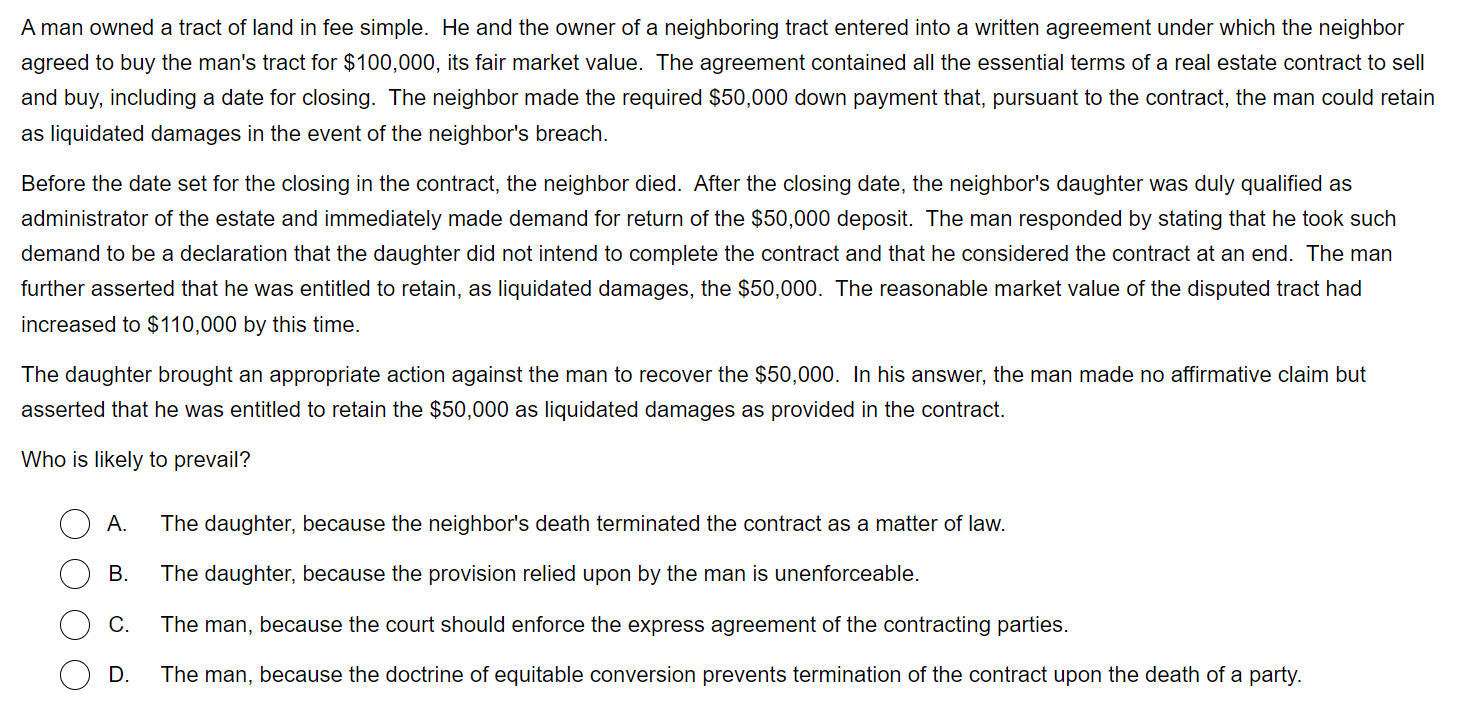 A man owned a tract of land in fee simple.  He and the owner of a neighboring tract entered into a written agreement under which the neighbor
agreed to buy the man's tract for $100,000, its fair market value.  The agreement contained all the essential terms of a real estate contract to sell
and buy, including a date for closing.  The neighbor made the required $50,000 down payment that, pursuant to the contract, the man could retain
as liquidated damages in the event of the neighbor's breach.
Before the date set for the closing in the contract, the neighbor died.  After the closing date, the neighbor's daughter was duly qualified as
administrator of the estate and immediately made demand for return of the $50,000 deposit.  The man responded by stating that he took such
demand to be a declaration that the daughter did not intend to complete the contract and that he considered the contract at an end.  The man
further asserted that he was entitled to retain, as liquidated damages, the $50,000.  The reasonable market value of the disputed tract had
increased to $110,000 by this time.
The daughter brought an appropriate action against the man to recover the $50,000.  In his answer, the man made no affirmative claim but
asserted that he was entitled to retain the $50,000 as liquidated damages as provided in the contract.
Who is likely to prevail?
A. The daughter, because the neighbor's death terminated the contract as a matter of law.
B. The daughter, because the provision relied upon by the man is unenforceable.
C. The man, because the court should enforce the express agreement of the contracting parties.
D. The man, because the doctrine of equitable conversion prevents termination of the contract upon the death of a party.